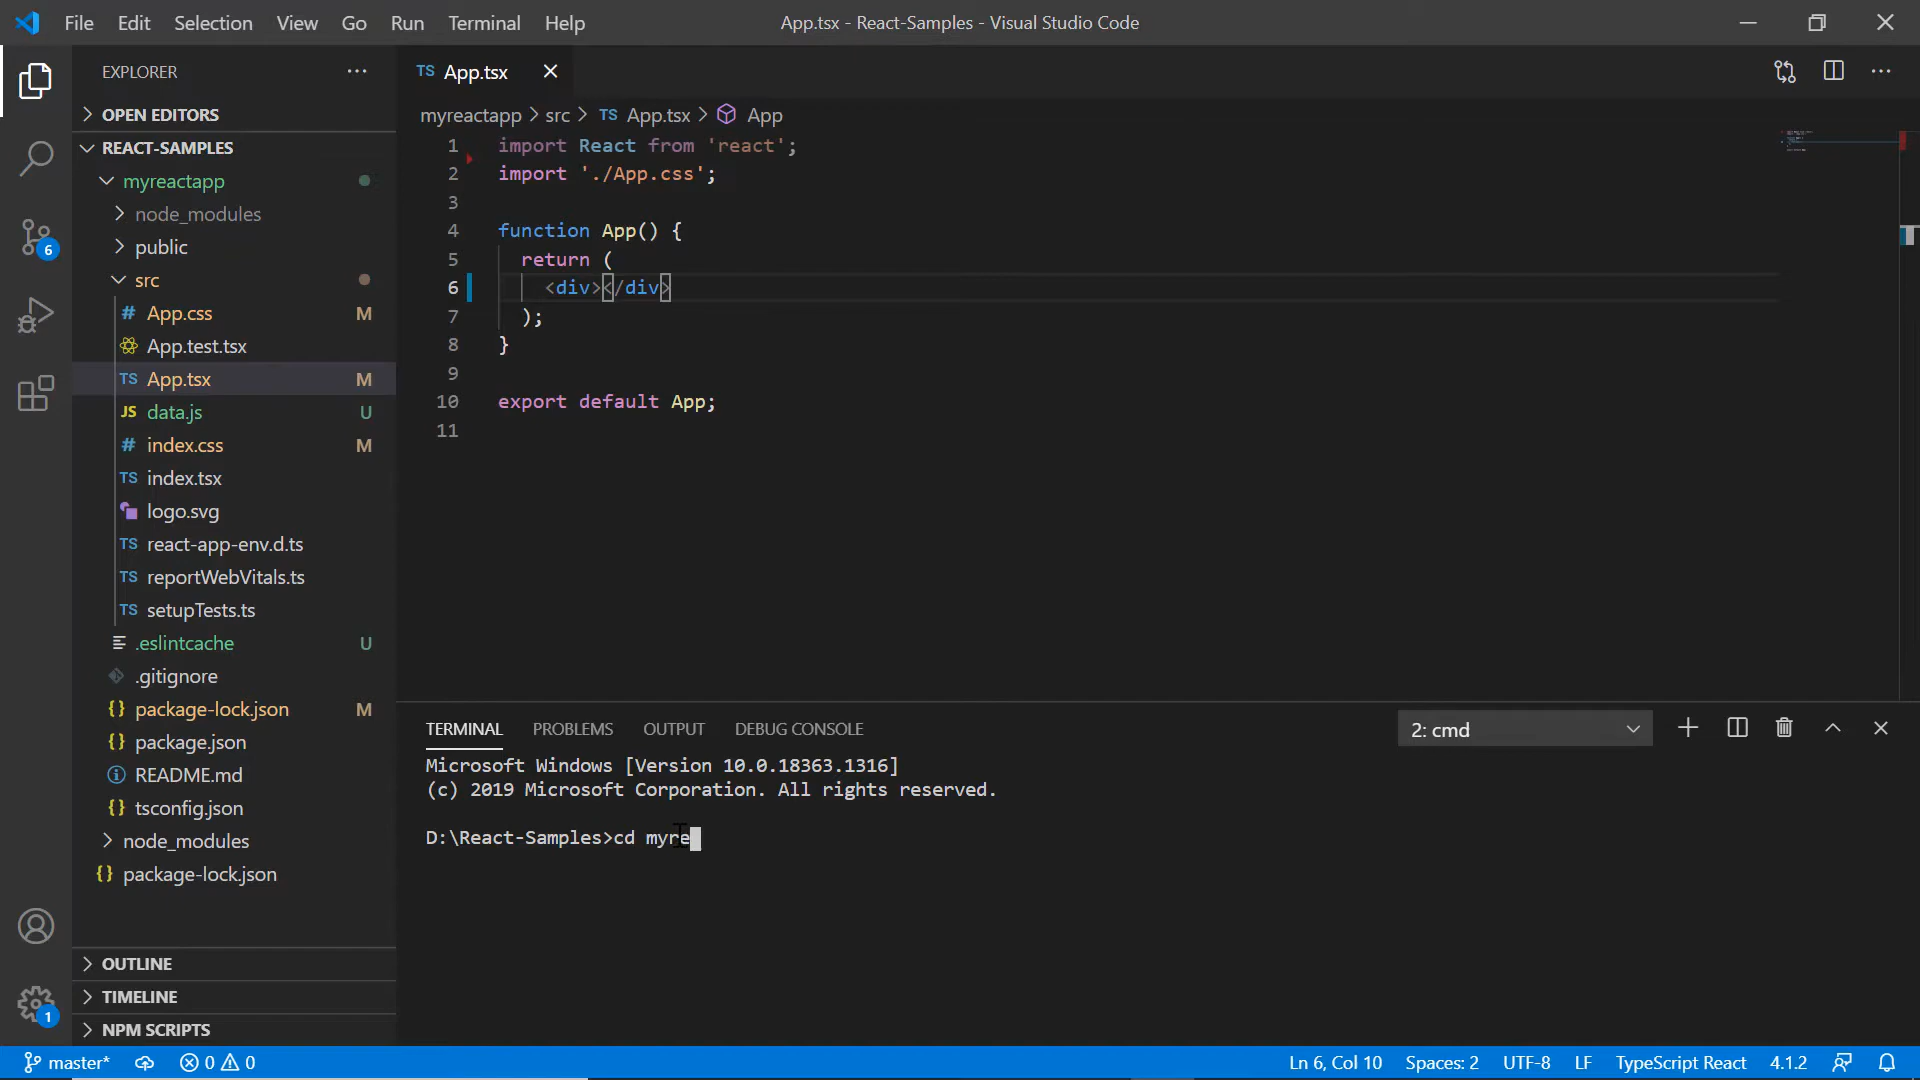 File Edit Selection View Go Run Terminal Help
App.tsx - React-Samples - Visual Studio Code
EXPLORER
OPEN EDITORS
REACT-SAMPLES
myreactapp
node_modules
public
src
# App.css M
App.test.tsx
TS App.tsx M
JS data.js U
# index.css M
TS index.tsx
logo.svg
TS react-app-env.d.ts
TS reportWebVitals.ts
TS setupTests.ts
.eslintcache U
.gitignore
{} package-lock.json M
{} package.json
README.md
{} tsconfig.json
node_modules
{} package-lock.json
OUTLINE
TIMELINE
NPM SCRIPTS
6
1
TS App.tsx
myreactapp > src > TS App.tsx > App
1 import React from 'react';
2 import './App.css';
3
4 function App() {
5 return (
6 <div></div>
7 );
8 }
9
10 export default App;
11
TERMINAL PROBLEMS OUTPUT DEBUG CONSOLE
2: cmd
Microsoft Windows [Version 10.0.18363.1316]
(c) 2019 Microsoft Corporation. All rights reserved.
D:\React-Samples>cd myre
master* 0 0
Ln 6, Col 10 Spaces: 2 UTF-8 LF TypeScript React 4.1.2